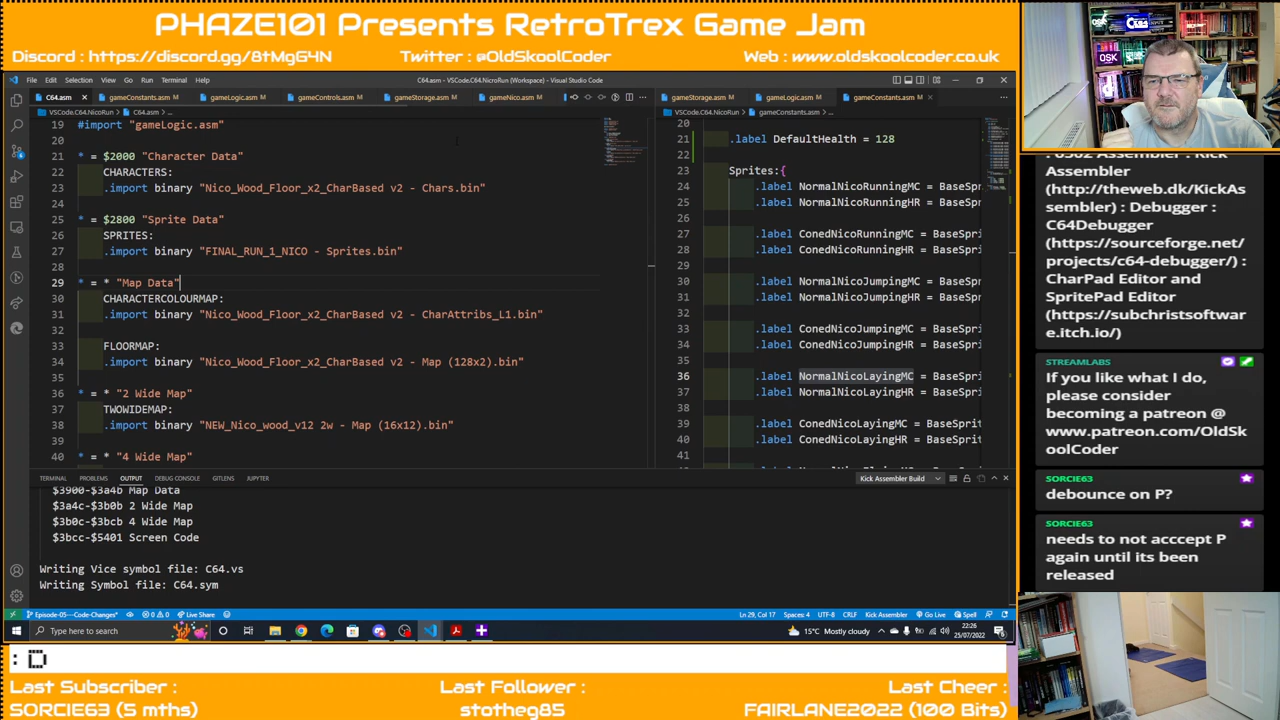 PHAZE101 Presents RetroTrex Game Jam
Discord : https://discord.gg/8tMgG4N
Twitter : @OldSkoolCoder
Web : www.oldskoolcoder.co.uk
File Edit Selection View Go Run Terminal Help
C64.asm - VSCode.C64.NicroRun (Workspace) - Visual Studio Code
C64.asm
gameConstants.asm M
gameLogic.asm M
gameControls.asm M
gameStorage.asm M
gameNico.asm M
gameStorage.asm M
gameLogic.asm M
gameConstants.asm M
VSCode.C64.NicoRun > C64.asm > ...
VSCode.C64.NicoRun > gameConstants.asm > ...
19 #import "gameLogic.asm"
20
21 * = $2000 "Character Data"
22 CHARACTERS:
23 .import binary "Nico_Wood_Floor_x2_CharBased v2 - Chars.bin"
24
25 * = $2800 "Sprite Data"
26 SPRITES:
27 .import binary "FINAL_RUN_1_NICO - Sprites.bin"
28
29 * = * "Map Data"
30 CHARACTERCOLOURMAP:
31 .import binary "Nico_Wood_Floor_x2_CharBased v2 - CharAttribs_L1.bin"
32
33 FLOORMAP:
34 .import binary "Nico_Wood_Floor_x2_CharBased v2 - Map (128x2).bin"
35
36 * = * "2 Wide Map"
37 TWOWIDEMAP:
38 .import binary "NEW_Nico_wood_v12 2w - Map (16x12).bin"
39
40 * = * "4 Wide Map"
20
21 .label DefaultHealth = 128
22
23 Sprites:{
24 .label NormalNicoRunningMC = BaseSpri
25 .label NormalNicoRunningHR = BaseSpri
26
27 .label ConedNicoRunningMC = BaseSpri
28 .label ConedNicoRunningHR = BaseSpri
29
30 .label NormalNicoJumpingMC = BaseSpri
31 .label NormalNicoJumpingHR = BaseSpri
32
33 .label ConedNicoJumpingMC = BaseSpri
34 .label ConedNicoJumpingHR = BaseSpri
35
36 .label NormalNicoLayingMC = BaseSpri
37 .label NormalNicoLayingHR = BaseSpri
38
39 .label ConedNicoLayingMC = BaseSprit
40 .label ConedNicoLayingHR = BaseSprit
41
TERMINAL PROBLEMS OUTPUT DEBUG CONSOLE GITLENS JUPYTER
Kick Assembler Build
$3900-$3a4b Map Data
$3a4c-$3b0b 2 Wide Map
$3b0c-$3bcb 4 Wide Map
$3bcc-$5401 Screen Code
Writing Vice symbol file: C64.vs
Writing Symbol file: C64.sym
Episode-05---Code-Changes* 0 0 Live Share
Ln 29, Col 17 Spaces: 4 UTF-8 CRLF Kick Assembler Go Live Spell
Type here to search
15°C Mostly cloudy
22:26
25/07/2022
: 6502 Assembler : Kick
Assembler
(http://theweb.dk/KickAs
sembler) : Debugger :
C64Debugger
(https://sourceforge.net/
projects/c64-debugger/) :
CharPad Editor and
SpritePad Editor
(https://subchristsoftwar
e.itch.io/)
STREAMLABS
If you like what I do,
please consider
becoming a patreon @
www.patreon.com/OldSk
oolCoder
SORCIE63
debounce on P?
SORCIE63
needs to not acccept P
again until its been
released
: D
Last Subscriber :
SORCIE63 (5 mths)
Last Follower :
stotheg85
Last Cheer :
FAIRLANE2022 (100 Bits)